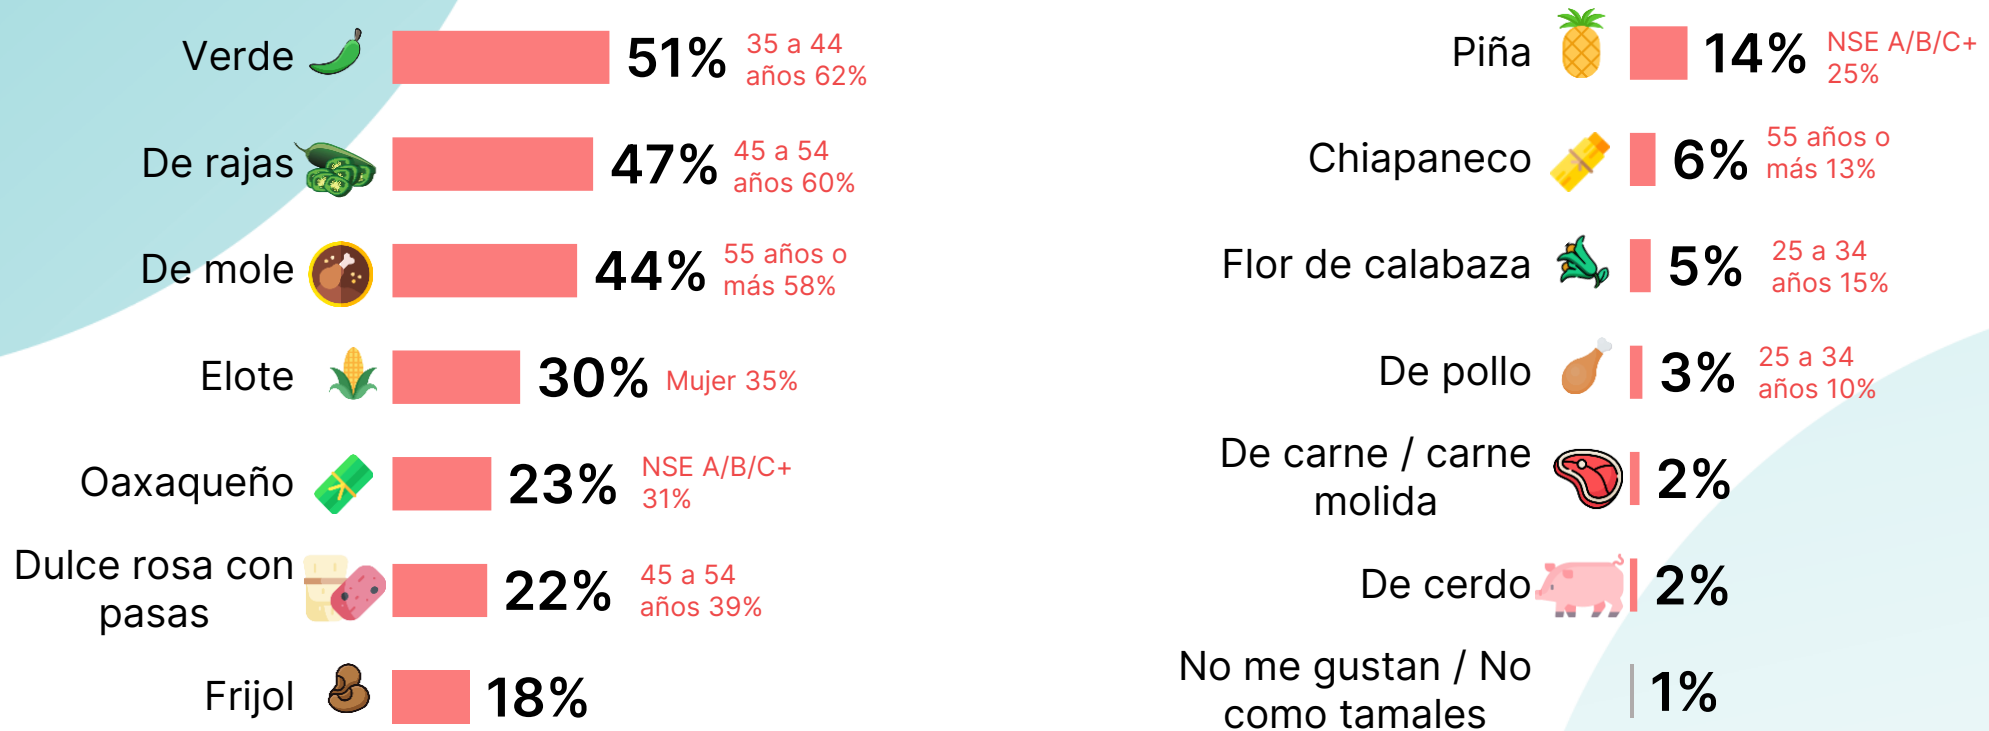 Verde 51% 35 a 44
años 62%
De rajas 47% 45 a 54
años 60%
De mole 44% 55 años o
más 58%
Elote 30% Mujer 35%
Oaxaqueño 23% NSE A/B/C+
31%
Dulce rosa con
pasas 22% 45 a 54
años 39%
Frijol 18%
Piña 14% NSE A/B/C+
25%
Chiapaneco 6% 55 años o
más 13%
Flor de calabaza 5% 25 a 34
años 15%
De pollo 3% 25 a 34
años 10%
De carne / carne
molida 2%
De cerdo 2%
No me gustan / No
como tamales 1%